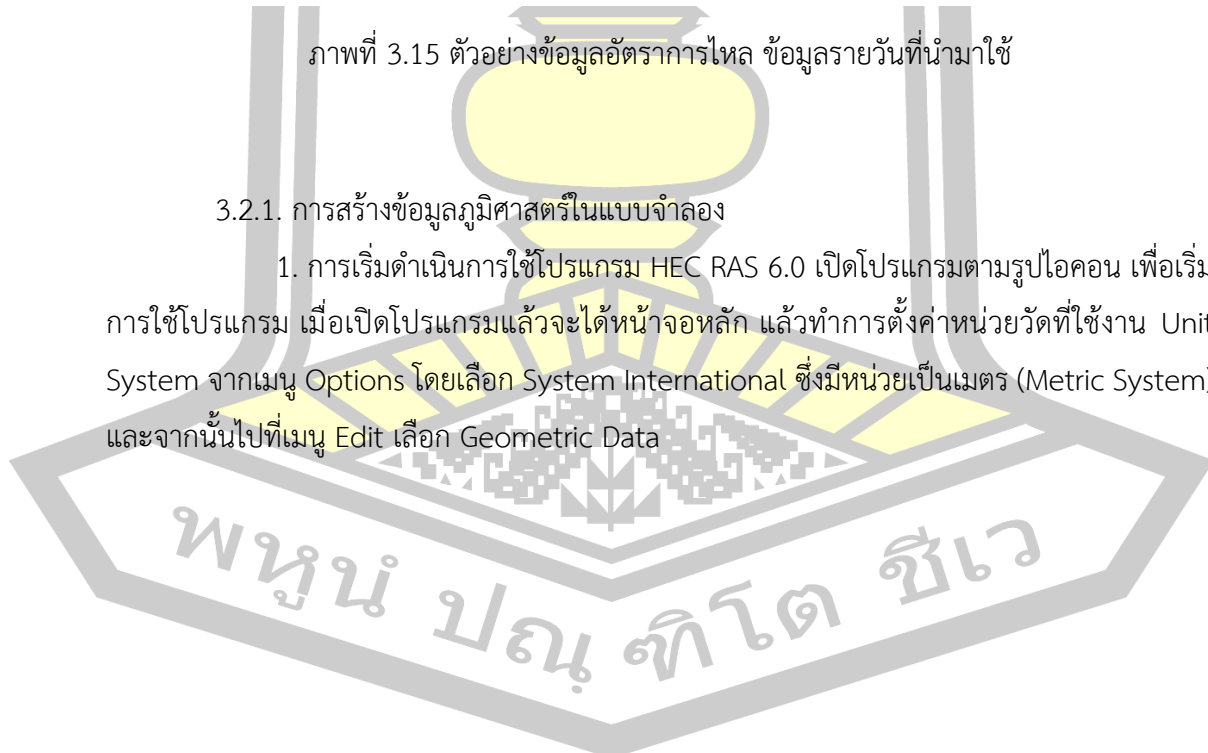 ภาพที่ 3.15 ตัวอย่างข้อมูลอัตราการไหล ข้อมูลรายวันที่นำมาใช้
3.2.1. การสร้างข้อมูลภูมิศาสตร์ในแบบจำลอง
1. การเริ่มดำเนินการใช้โปรแกรม HEC RAS 6.0 เปิดโปรแกรมตามรูปไอคอน เพื่อเริ่ม
การใช้โปรแกรม เมื่อเปิดโปรแกรมแล้วจะได้หน้าจอหลัก แล้วทำการตั้งค่าหน่วยวัดที่ใช้งาน Unit
System จากเมนู Options โดยเลือก System International ซึ่งมีหน่วยเป็นเมตร (Metric System)
และจากนั้นไปที่เมนู Edit เลือก Geometric Data
พหูนํ ปณฺฑิโต ชีเว